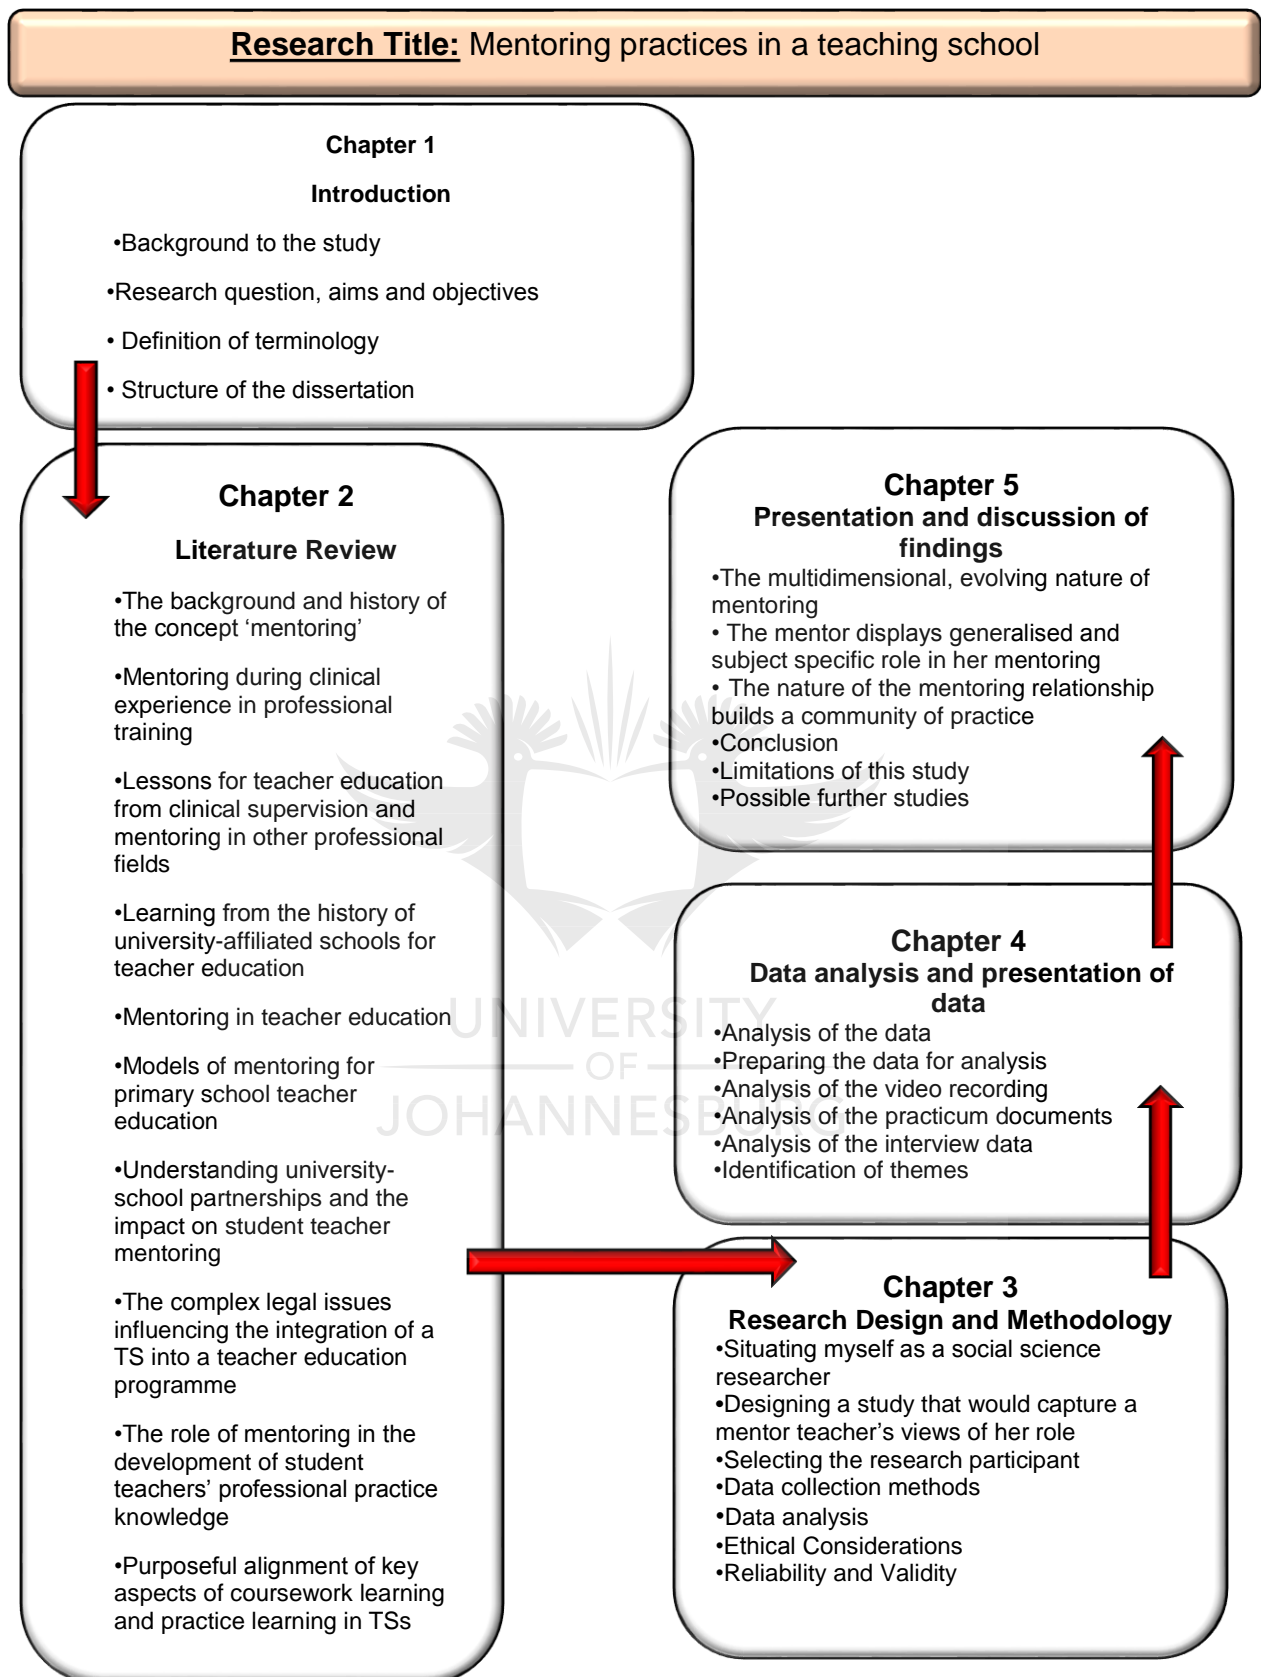 Research Title: Mentoring practices in a teaching school
Chapter 1
Introduction
•Background to the study
•Research question, aims and objectives
• Definition of terminology
• Structure of the dissertation
Chapter 2
Literature Review
•The background and history of
the concept ‘mentoring’
•Mentoring during clinical
experience in professional
training
•Lessons for teacher education
from clinical supervision and
mentoring in other professional
fields
•Learning from the history of
university-affiliated schools for
teacher education
•Mentoring in teacher education
•Models of mentoring for
primary school teacher
education
•Understanding university-
school partnerships and the
impact on student teacher
mentoring
•The complex legal issues
influencing the integration of a
TS into a teacher education
programme
•The role of mentoring in the
development of student
teachers’ professional practice
knowledge
•Purposeful alignment of key
aspects of coursework learning
and practice learning in TSs
Chapter 3
Research Design and Methodology
•Situating myself as a social science
researcher
•Designing a study that would capture a
mentor teacher’s views of her role
•Selecting the research participant
•Data collection methods
•Data analysis
•Ethical Considerations
•Reliability and Validity
Chapter 4
Data analysis and presentation of
data
•Analysis of the data
•Preparing the data for analysis
•Analysis of the video recording
•Analysis of the practicum documents
•Analysis of the interview data
•Identification of themes
Chapter 5
Presentation and discussion of
findings
•The multidimensional, evolving nature of
mentoring
• The mentor displays generalised and
subject specific role in her mentoring
• The nature of the mentoring relationship
builds a community of practice
•Conclusion
•Limitations of this study
•Possible further studies
UNIVERSITY
OF
JOHANNESBURG